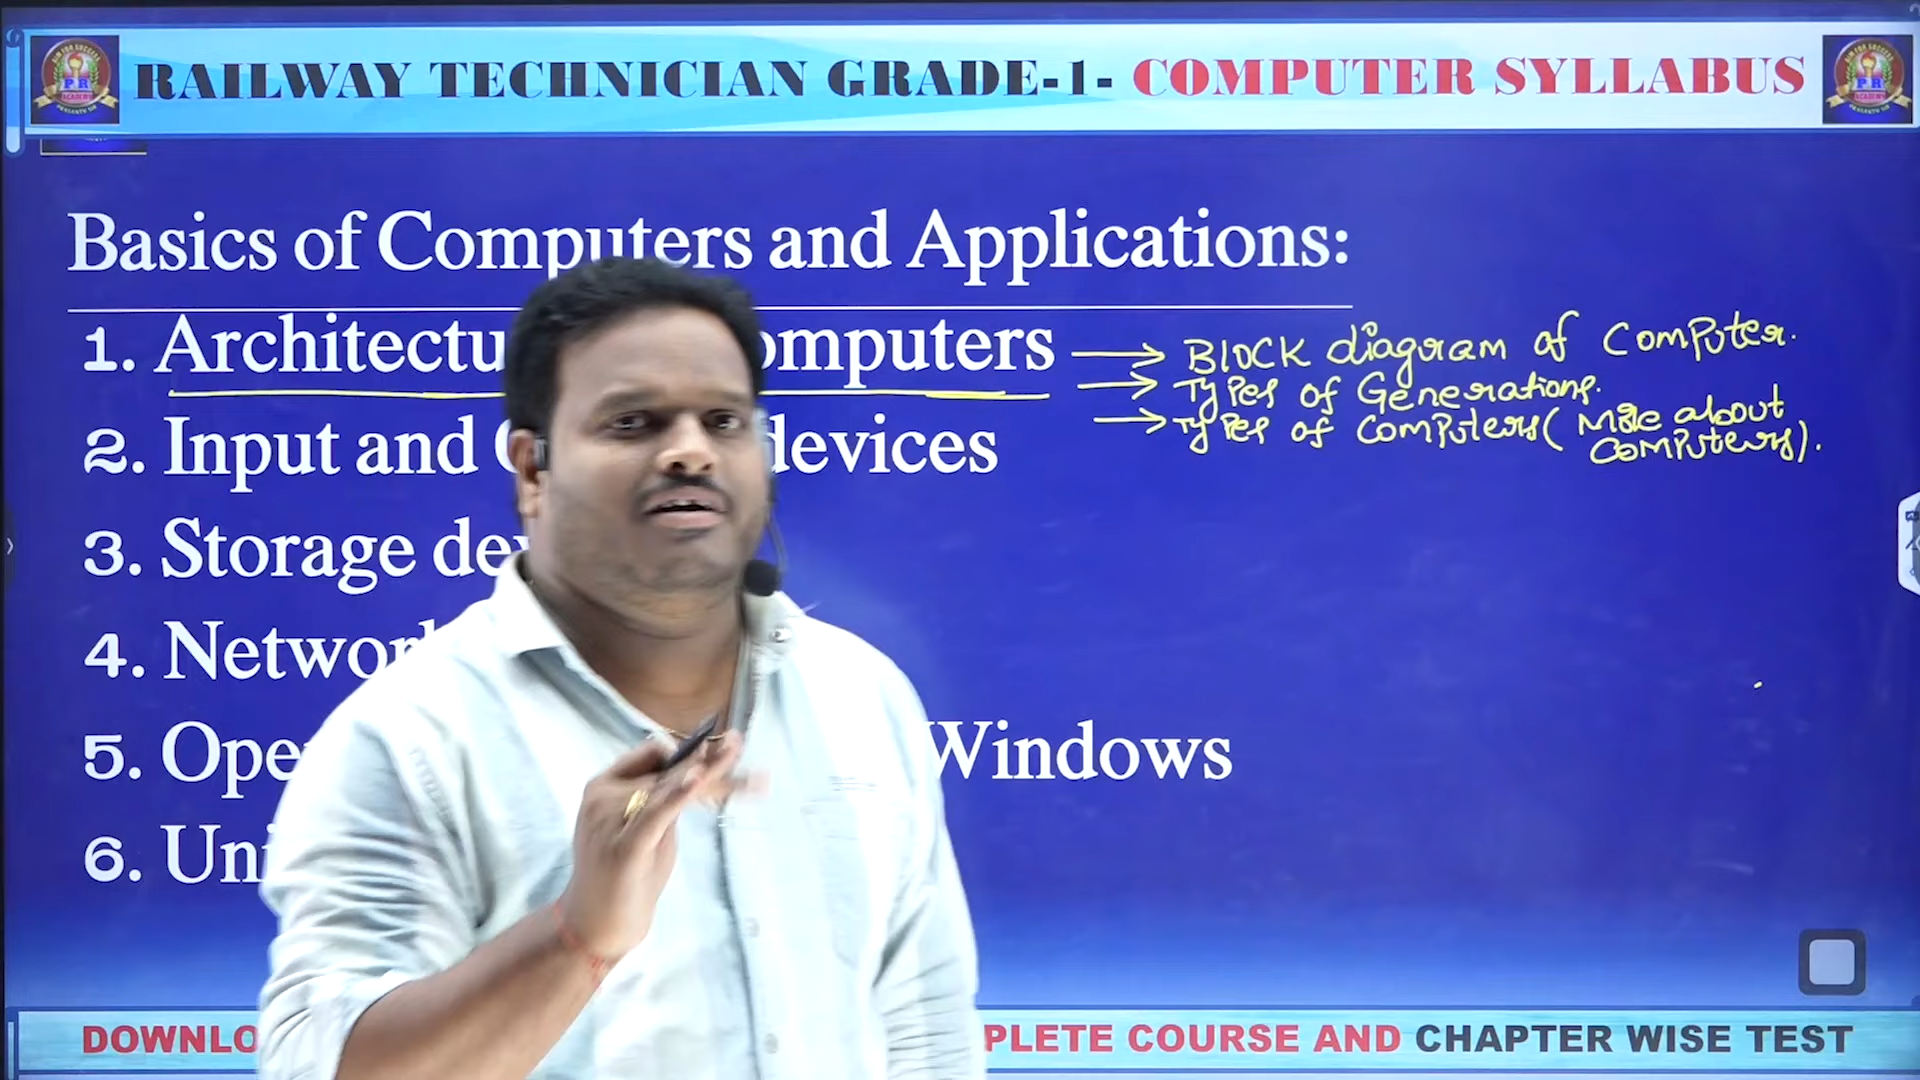 RAILWAY TECHNICIAN GRADE-1- COMPUTER SYLLABUS
Basics of Computers and Applications:
1. Architectu omputers
→ BlOCK diagram of Computer.
→ Types of Generations.
→ Types of Computers( More about Computers).
2. Input and devices
3. Storage de
4. Networ
5. Ope Windows
6. Uni
DOWNLO PLETE COURSE AND CHAPTER WISE TEST